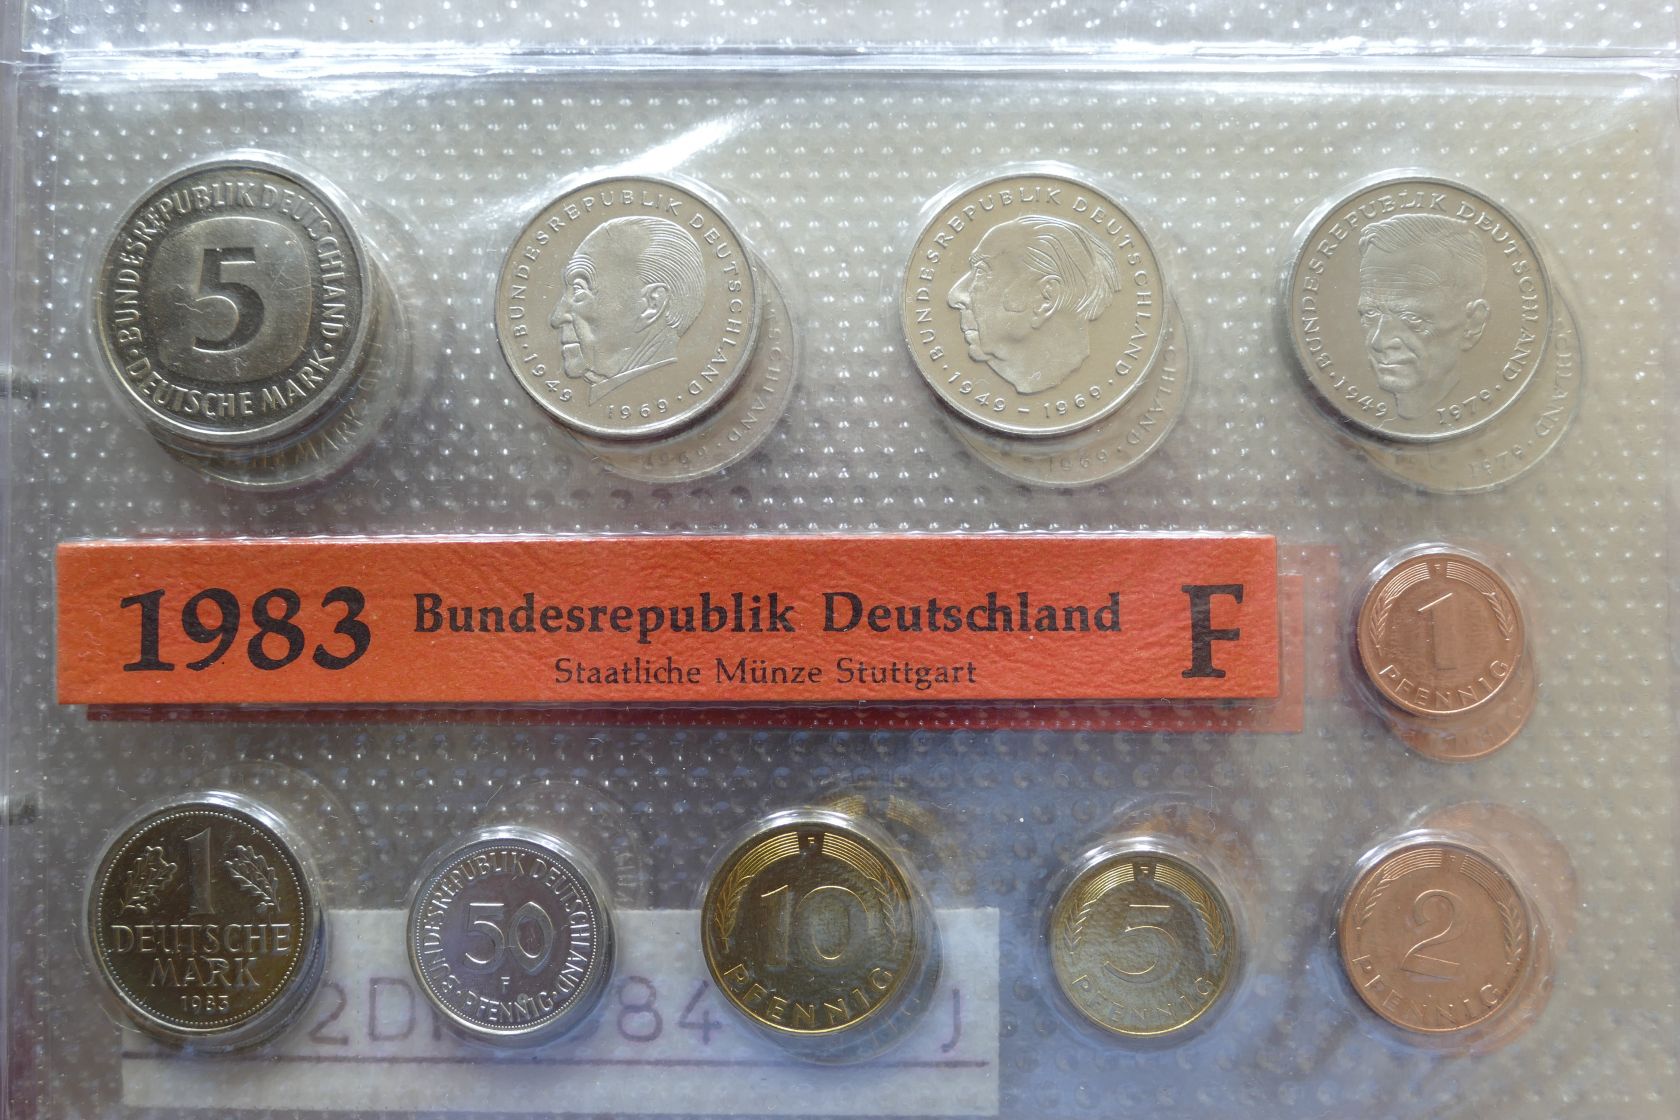 BUNDESREPUBLIK DEUTSCHLAND
5
DEUTSCHE MARK
BUNDESREPUBLIK DEUTSCHLAND
1949 1969
BUNDESREPUBLIK DEUTSCHLAND
1949 - 1969
BUNDESREPUBLIK DEUTSCHLAND
1949 1979
1983 Bundesrepublik Deutschland F
Staatliche Münze Stuttgart
F
1
PFENNIG
1
DEUTSCHE
MARK
1983
BUNDESREPUBLIK DEUTSCHLAND
50
F
PFENNIG
F
10
PFENNIG
F
5
PFENNIG
F
2
PFENNIG
84
J